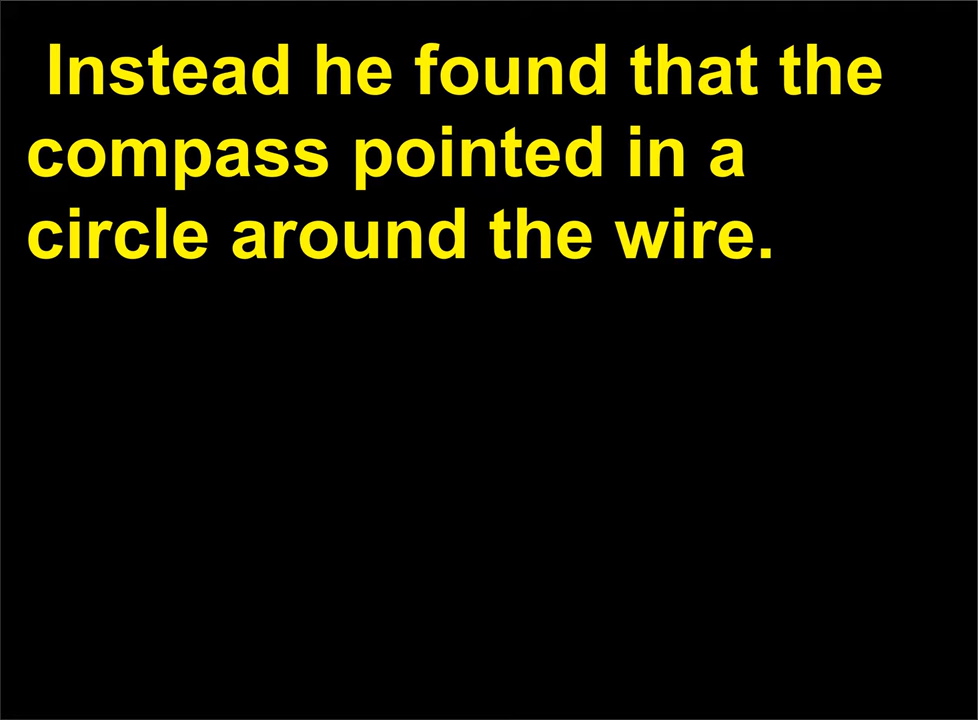 Instead he found that the
compass pointed in a
circle around the wire.